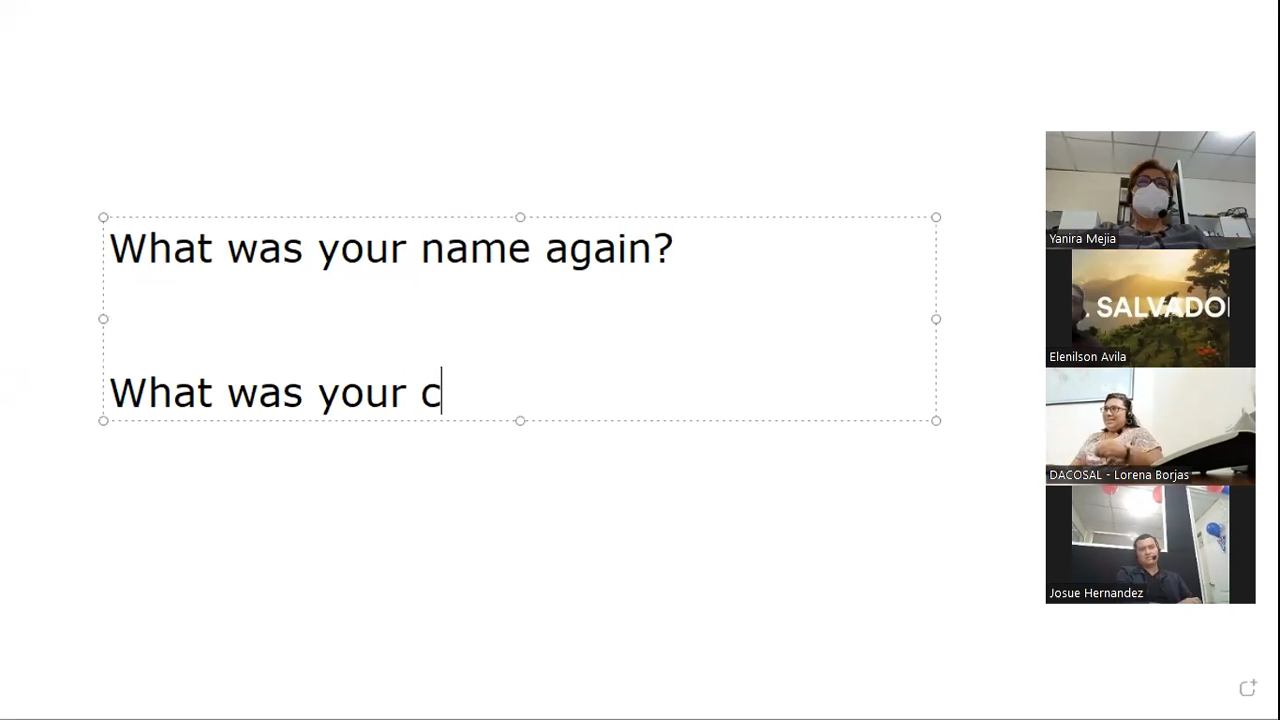 What was your name again?
What was your c
Yanira Mejia
SALVADO
Elenilson Avila
DACOSAL - Lorena Borjas
Josue Hernandez